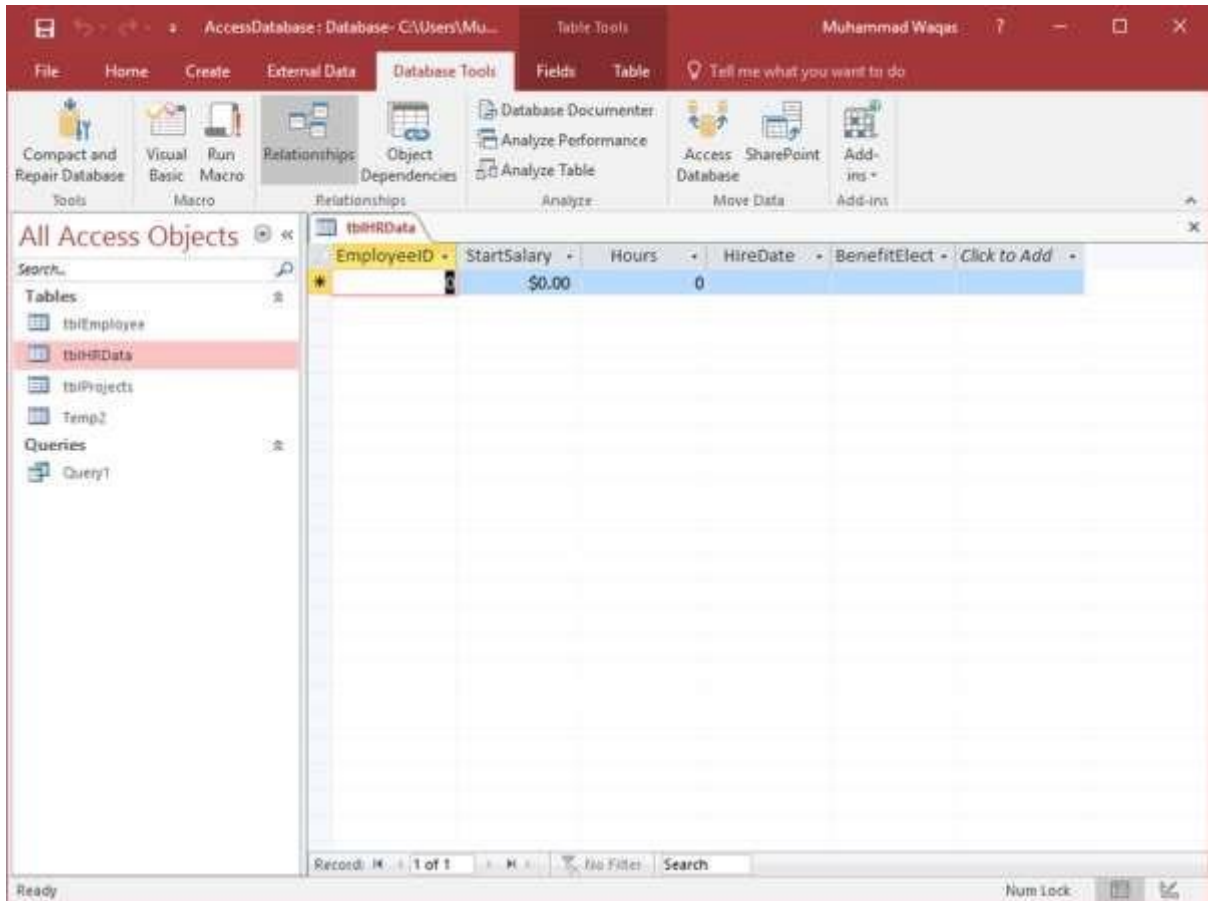 AccessDatabase : Database- C:\Users\Mu... Table Tools Muhammad Waqas ?
File Home Create External Data Database Tools Fields Table Tell me what you want to do
Compact and Repair Database
Visual Basic
Run Macro
Relationships
Object Dependencies
Database Documenter
Analyze Performance
Analyze Table
Access Database
SharePoint
Add-ins
Tools Macro Relationships Analyze Move Data Add-ins
All Access Objects «
Search...
Tables
tblEmployee
tblHRData
tblProjects
Temp2
Queries
Query1
tblHRData
EmployeeID StartSalary Hours HireDate BenefitElect Click to Add
0 $0.00 0
Record: 1 of 1 No Filter Search
Ready Num Lock